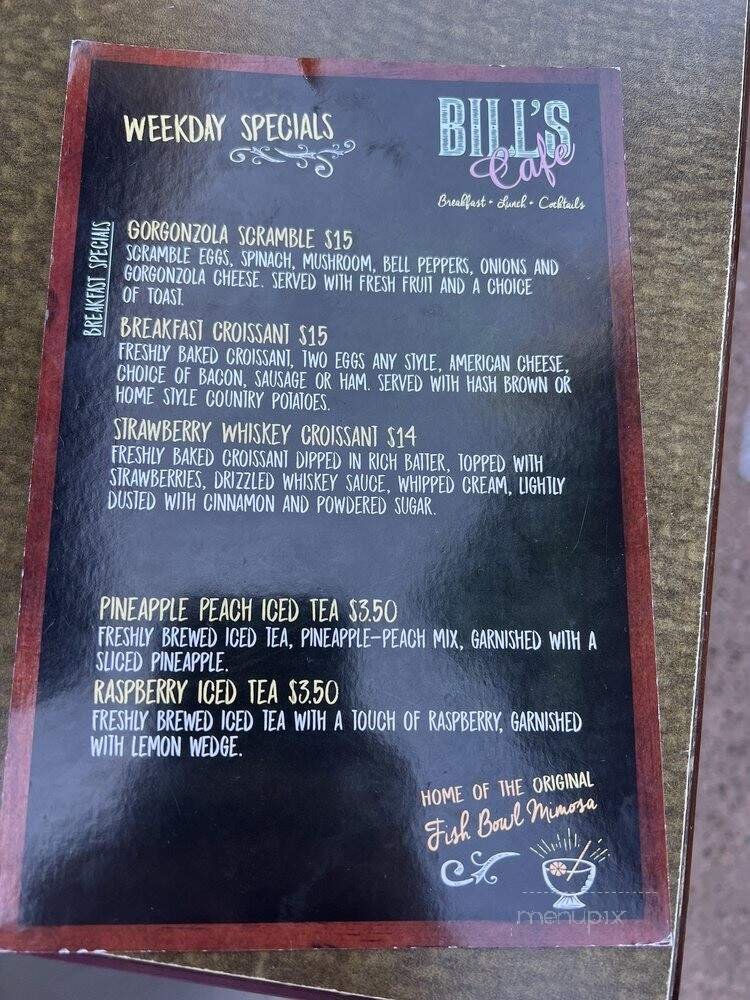 WEEKDAY SPECIALS
BILL'S
Cafe
Breakfast • Lunch • Cocktails
BREAKFAST SPECIALS
GORGONZOLA SCRAMBLE $15
SCRAMBLE EGGS, SPINACH, MUSHROOM, BELL PEPPERS, ONIONS AND
GORGONZOLA CHEESE. SERVED WITH FRESH FRUIT AND A CHOICE
OF TOAST.
BREAKFAST CROISSANT $15
FRESHLY BAKED CROISSANT, TWO EGGS ANY STYLE, AMERICAN CHEESE,
CHOICE OF BACON, SAUSAGE OR HAM. SERVED WITH HASH BROWN OR
HOME STYLE COUNTRY POTATOES.
STRAWBERRY WHISKEY CROISSANT $14
FRESHLY BAKED CROISSANT DIPPED IN RICH BATTER, TOPPED WITH
STRAWBERRIES, DRIZZLED WHISKEY SAUCE, WHIPPED CREAM, LIGHTLY
DUSTED WITH CINNAMON AND POWDERED SUGAR.
PINEAPPLE PEACH ICED TEA $3.50
FRESHLY BREWED ICED TEA, PINEAPPLE-PEACH MIX, GARNISHED WITH A
SLICED PINEAPPLE.
RASPBERRY ICED TEA $3.50
FRESHLY BREWED ICED TEA WITH A TOUCH OF RASPBERRY, GARNISHED
WITH LEMON WEDGE.
HOME OF THE ORIGINAL
Fish Bowl Mimosa
menupix